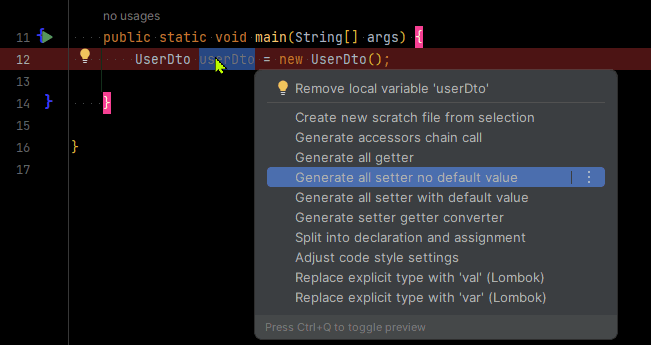 no usages
11 public static void main(String[] args) {
12 UserDto userDto = new UserDto();
13
14 }
15
16 }
17
Remove local variable 'userDto'
Create new scratch file from selection
Generate accessors chain call
Generate all getter
Generate all setter no default value
Generate all setter with default value
Generate setter getter converter
Split into declaration and assignment
Adjust code style settings
Replace explicit type with 'val' (Lombok)
Replace explicit type with 'var' (Lombok)
Press Ctrl+Q to toggle preview